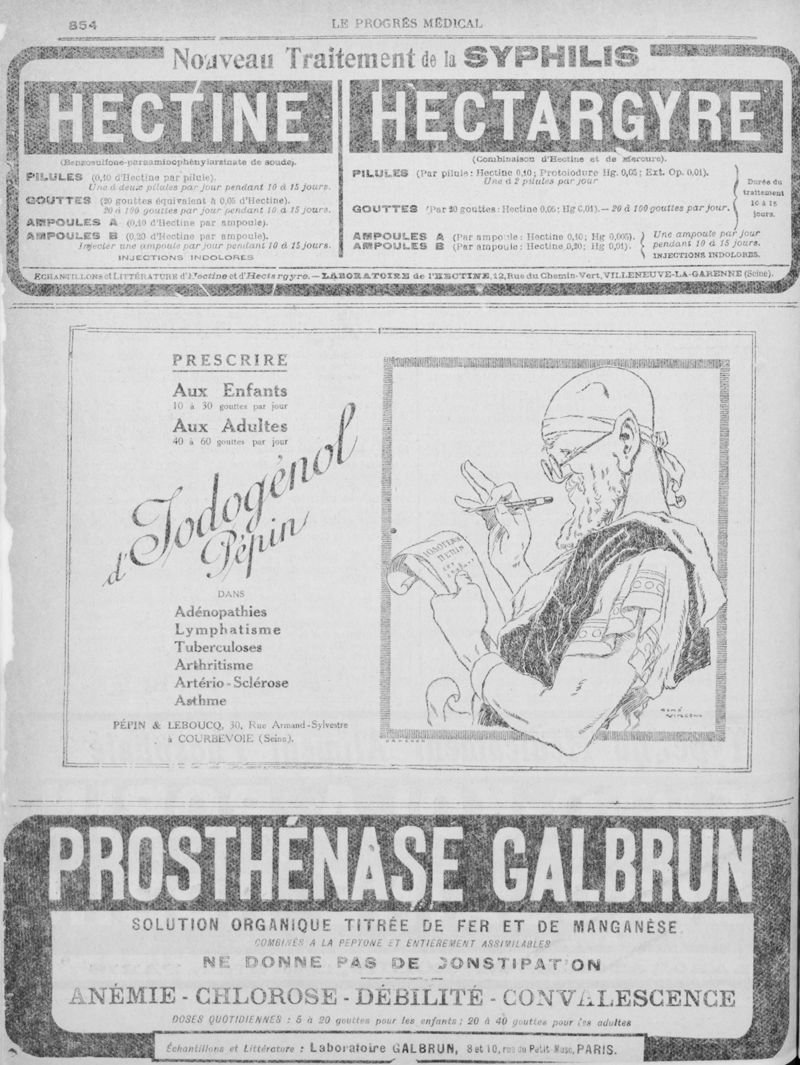 854
LE PROGRÈS MÉDICAL
Nouveau Traitement de la SYPHILIS
HECTINE
(Benzosulfone-paraaminophénylarsinate de soude).
PILULES (0,10 d'Hectine par pilule).
Une à deux pilules par jour pendant 10 à 15 jours.
GOUTTES (20 gouttes équivalent à 0,05 d'Hectine).
20 à 100 gouttes par jour pendant 10 à 15 jours.
AMPOULES A (0,10 d'Hectine par ampoule).
AMPOULES B (0,20 d'Hectine par ampoule).
Injecter une ampoule par jour pendant 10 à 15 jours.
INJECTIONS INDOLORES
HECTARGYRE
(Combinaison d'Hectine et de Mercure).
PILULES (Par pilule: Hectine 0,10; Protoiodure Hg. 0,05; Ext. Op. 0,01).
Une à 2 pilules par jour
GOUTTES (Par 20 gouttes: Hectine 0,05; Hg 0,01).— 20 à 100 gouttes par jour.
Durée du
traitement
10 à 15
jours.
AMPOULES A (Par ampoule: Hectine 0,10; Hg 0,005).
AMPOULES B (Par ampoule: Hectine 0,20; Hg 0,01).
Une ampoule par jour
pendant 10 à 15 jours.
INJECTIONS INDOLORES.
ECHANTILLONS et LITTÉRATURE d'Hectine et d'Hectargyre.—LABORATOIRE de l'HECTINE, 12, Rue du Chemin-Vert, VILLENEUVE-LA-GARENNE (Seine).
PRESCRIRE
Aux Enfants
10 à 30 gouttes par jour
Aux Adultes
40 à 60 gouttes par jour
d'Iodogénol
Pépin
DANS
Adénopathies
Lymphatisme
Tuberculoses
Arthritisme
Artério-Sclérose
Asthme
PÉPIN & LEBOUCQ, 30, Rue Armand-Sylvestre
à COURBEVOIE (Seine).
IODOGÉNOL
PÉPIN
RENÉ
VINCENT
PROSTHÉNASE GALBRUN
SOLUTION ORGANIQUE TITRÉE DE FER ET DE MANGANÈSE
COMBINÉS A LA PEPTONE ET ENTIÈREMENT ASSIMILABLES
NE DONNE PAS DE CONSTIPATION
ANÉMIE - CHLOROSE - DÉBILITÉ - CONVALESCENCE
DOSES QUOTIDIENNES : 5 à 20 gouttes pour les enfants ; 20 à 40 gouttes pour les adultes
Échantillons et Littérature : Laboratoire GALBRUN, 8 et 10, rue du Petit Musc, PARIS.